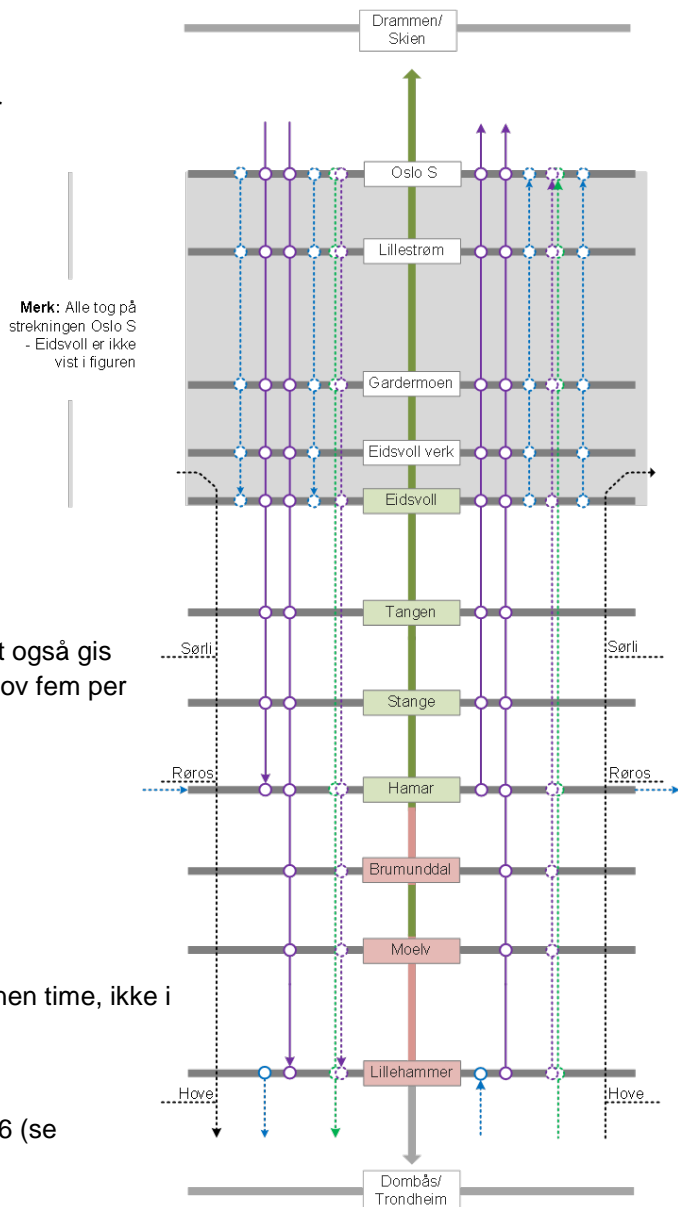 Drammen/
Skien
Oslo S
Lillestrøm
Merk: Alle tog på
strekningen Oslo S
- Eidsvoll er ikke
vist i figuren
Gardermoen
Eidsvoll verk
Eidsvoll
Tangen
t også gis
Sørli
Sørli
ov fem per
Stange
Røros
Røros
Hamar
Brumunddal
Moelv
nen time, ikke i
Lillehammer
Hove
Hove
6 (se
Dombås/
Trondheim